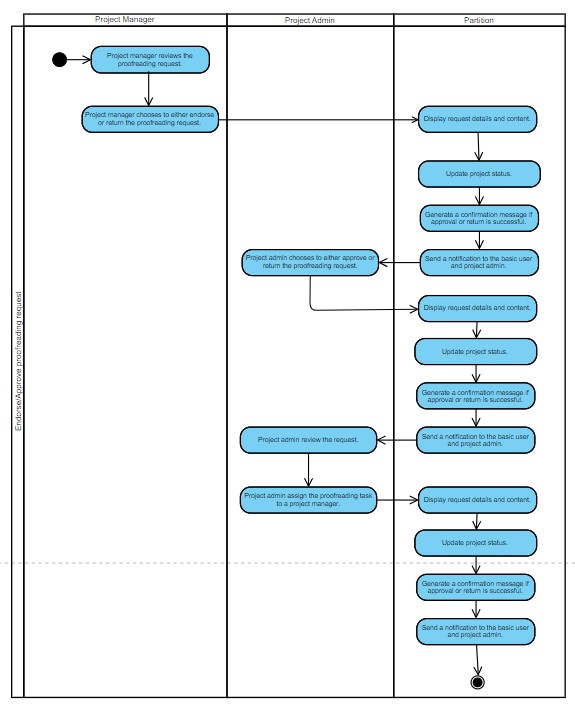 Project Manager
Project Admin
Partition
Endorse/Approve proofreading request
Project manager reviews the
proofreading request.
Project manager chooses to either endorse
or return the proofreading request.
Display request details and content.
Update project status.
Generate a confirmation message if
approval or return is successful.
Send a notification to the basic user
and project admin.
Project admin chooses to either approve or
return the proofreading request.
Display request details and content.
Update project status.
Generate a confirmation message if
approval or return is successful.
Send a notification to the basic user
and project admin.
Project admin review the request.
Project admin assign the proofreading task
to a project manager.
Display request details and content.
Update project status.
Generate a confirmation message if
approval or return is successful.
Send a notification to the basic user
and project admin.